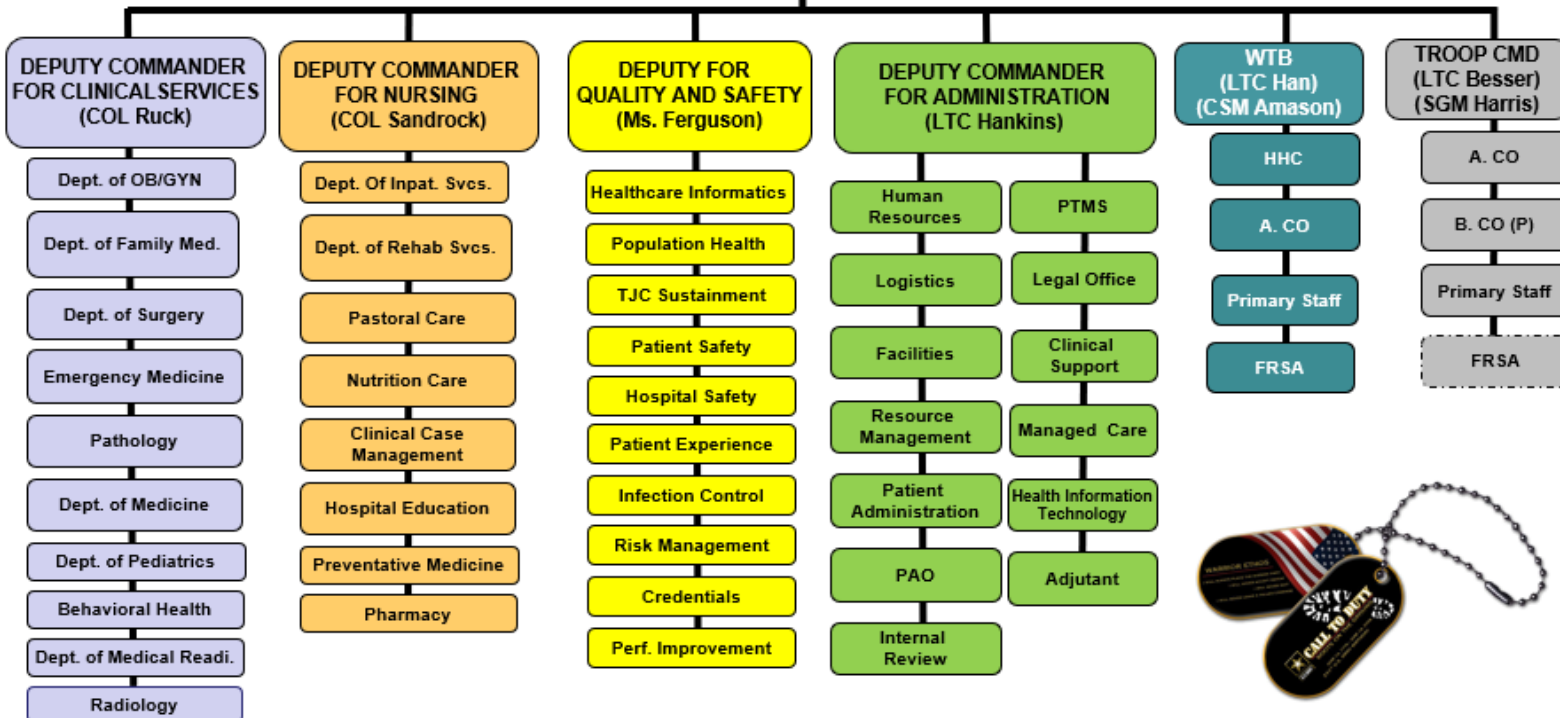 DEPUTY COMMANDER
FOR CLINICALSERVICES
(COL Ruck)
Dept. of OB/GYN
Dept. of Family Med.
Dept. of Surgery
Emergency Medicine
Pathology
Dept. of Medicine
Dept. of Pediatrics
Behavioral Health
Dept. of Medical Readi.
Radiology
DEPUTY COMMANDER
FOR NURSING
(COL Sandrock)
Dept. Of Inpat. Svcs.
Dept. of Rehab Svcs.
Pastoral Care
Nutrition Care
Clinical Case
Management
Hospital Education
Preventative Medicine
Pharmacy
DEPUTY FOR
QUALITY AND SAFETY
(Ms. Ferguson)
Healthcare Informatics
Population Health
TJC Sustainment
Patient Safety
Hospital Safety
Patient Experience
Infection Control
Risk Management
Credentials
Perf. Improvement
DEPUTY COMMANDER
FOR ADMINISTRATION
(LTC Hankins)
Human
Resources
Logistics
Facilities
Resource
Management
Patient
Administration
PAO
Internal
Review
PTMS
Legal Office
Clinical
Support
Managed Care
Health Information
Technology
Adjutant
WTB
(LTC Han)
(CSM Amason)
HHC
A. CO
Primary Staff
FRSA
TROOP CMD
(LTC Besser)
(SGM Harris)
A. CO
B. CO (P)
Primary Staff
FRSA
WARRIOR ETHOS
CALL TO DUTY